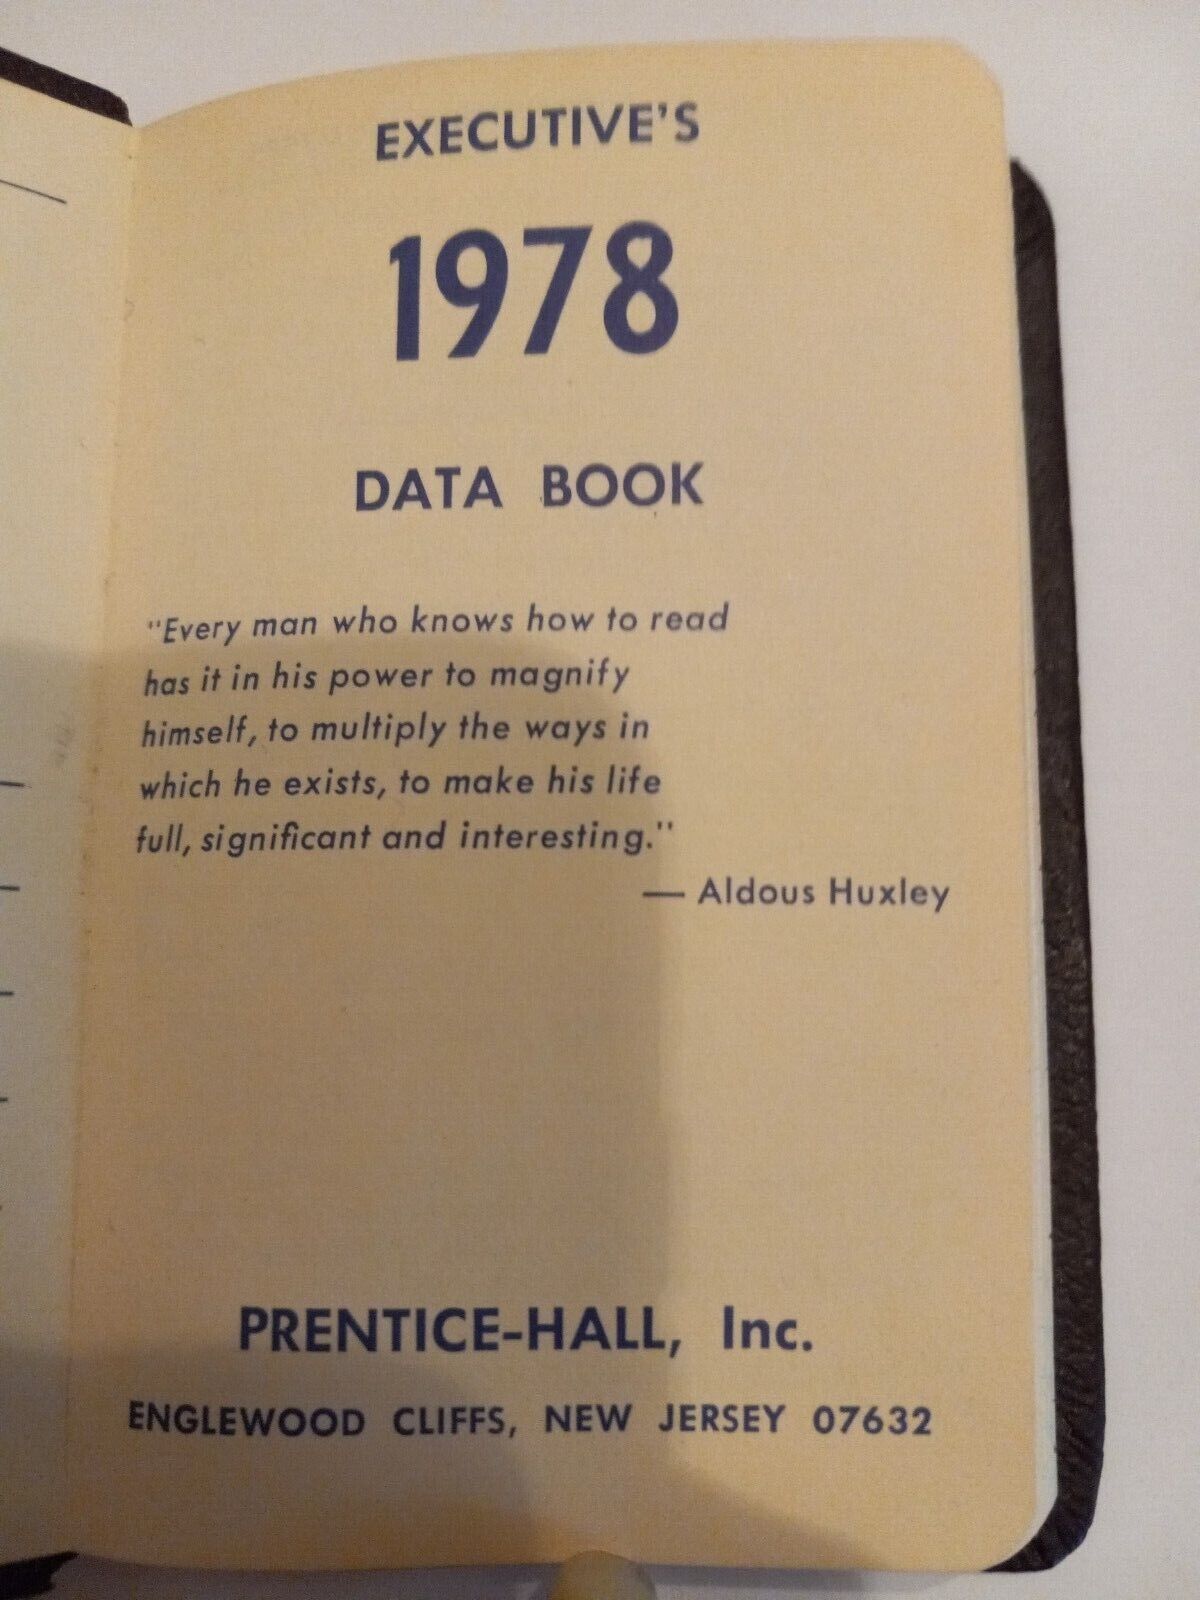 EXECUTIVE'S
1978
DATA BOOK
"Every man who knows how to read
has it in his power to magnify
himself, to multiply the ways in
which he exists, to make his life
full, significant and interesting."
— Aldous Huxley
PRENTICE-HALL, Inc.
ENGLEWOOD CLIFFS, NEW JERSEY 07632